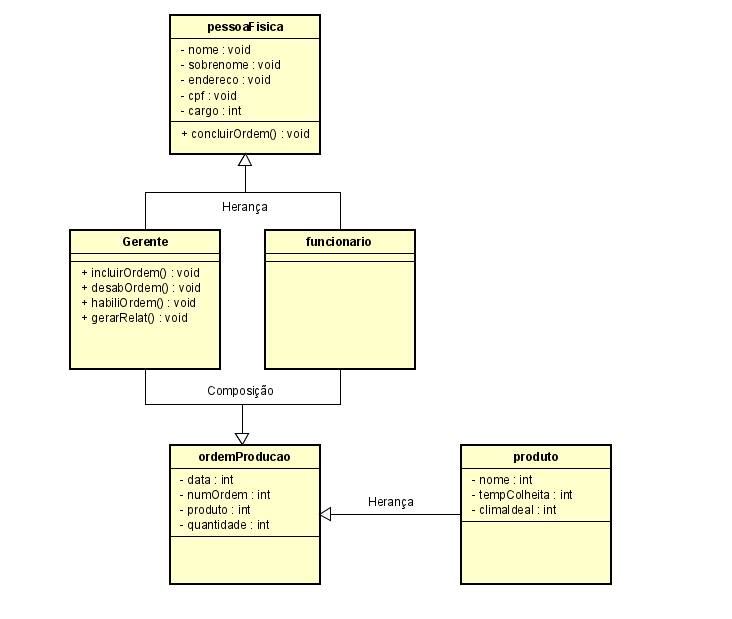 pessoaFisica
- nome : void
- sobrenome : void
- endereco : void
- cpf : void
- cargo : int
+ concluirOrdem() : void
Herança
Gerente
+ incluirOrdem() : void
+ desabOrdem() : void
+ habiliOrdem() : void
+ gerarRelat() : void
funcionario
Composição
ordemProducao
- data : int
- numOrdem : int
- produto : int
- quantidade : int
Herança
produto
- nome : int
- tempColheita : int
- climaIdeal : int